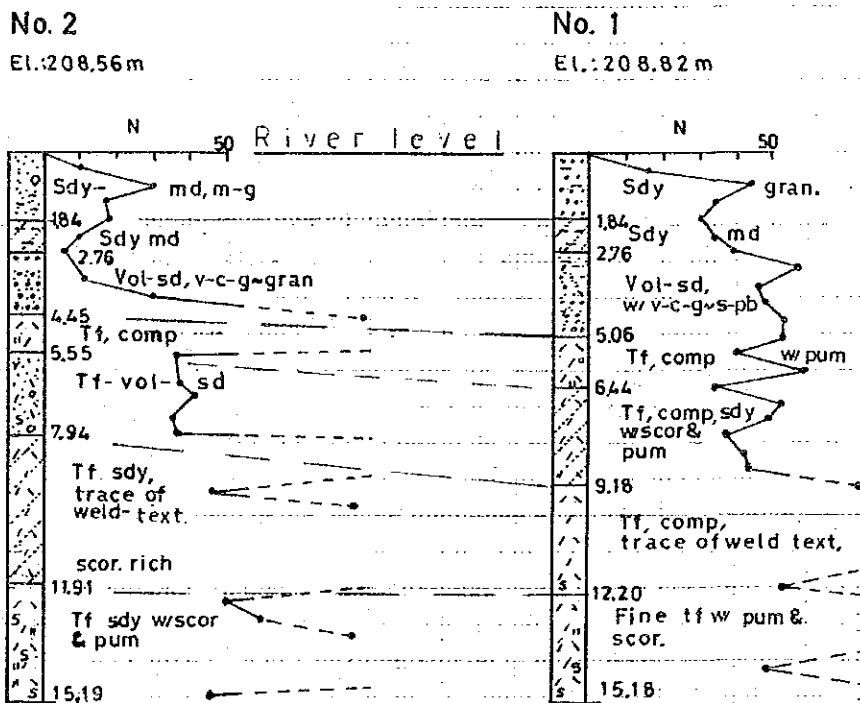 No. 2
El.:208.56m
N
50
River level
Sdy-
md, m-g
1,84
Sdy md
2.76
Vol-sd, v-c-g~gran
4.45
Tf, comp
5,55
Tf-vol-sd
7.94
Tf sdy,
trace of
weld-text.
scor. rich
11.91
Tf sdy w/scor
& pum
15,19
No. 1
El.:208.82m
N
50
Sdy
gran.
1,84
Sdy md
2.76
Vol-sd,
w/v-c-g~s-pb
5.06
Tf, comp w/pum
6,44
Tf, comp, sdy
w/scor&
pum
9.18
Tf, comp,
trace of weld text,
12.20
Fine tf w/ pum &
scor.
15,18